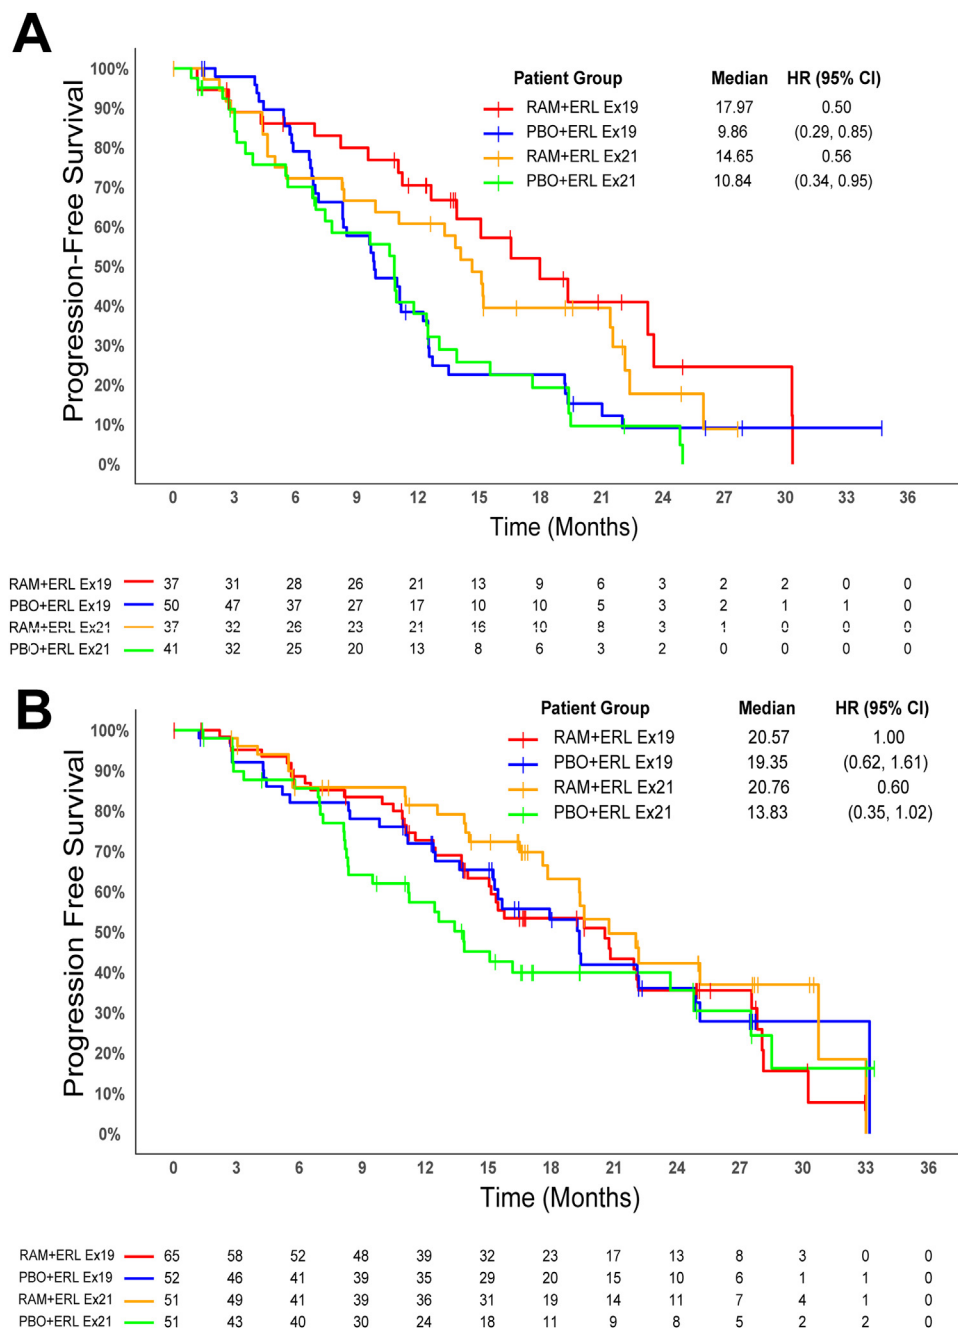 A
Progression-Free Survival
100%
90%
80%
70%
60%
50%
40%
30%
20%
10%
0%
Patient Group Median HR (95% CI)
RAM+ERL Ex19 17.97 0.50
PBO+ERL Ex19 9.86 (0.29, 0.85)
RAM+ERL Ex21 14.65 0.56
PBO+ERL Ex21 10.84 (0.34, 0.95)
0 3 6 9 12 15 18 21 24 27 30 33 36
Time (Months)
RAM+ERL Ex19 37 31 28 26 21 13 9 6 3 2 2 0 0
PBO+ERL Ex19 50 47 37 27 17 10 10 5 3 2 1 1 0
RAM+ERL Ex21 37 32 26 23 21 16 10 8 3 1 0 0 0
PBO+ERL Ex21 41 32 25 20 13 8 6 3 2 0 0 0 0
B
Progression Free Survival
100%
90%
80%
70%
60%
50%
40%
30%
20%
10%
0%
Patient Group Median HR (95% CI)
RAM+ERL Ex19 20.57 1.00
PBO+ERL Ex19 19.35 (0.62, 1.61)
RAM+ERL Ex21 20.76 0.60
PBO+ERL Ex21 13.83 (0.35, 1.02)
0 3 6 9 12 15 18 21 24 27 30 33 36
Time (Months)
RAM+ERL Ex19 65 58 52 48 39 32 23 17 13 8 3 0 0
PBO+ERL Ex19 52 46 41 39 35 29 20 15 10 6 1 1 0
RAM+ERL Ex21 51 49 41 39 36 31 19 14 11 7 4 1 0
PBO+ERL Ex21 51 43 40 30 24 18 11 9 8 5 2 2 0